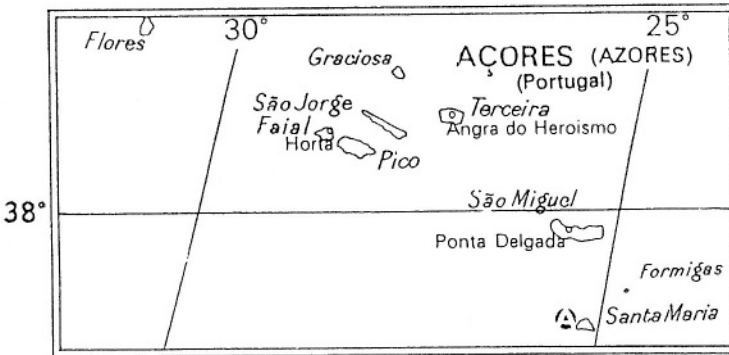 30°
25°
Flores
Graciosa
AÇORES (AZORES)
(Portugal)
São Jorge
Terceira
Faial
Angra do Heroismo
Horta
Pico
38°
São Miguel
Ponta Delgada
Formigas
A
Santa Maria